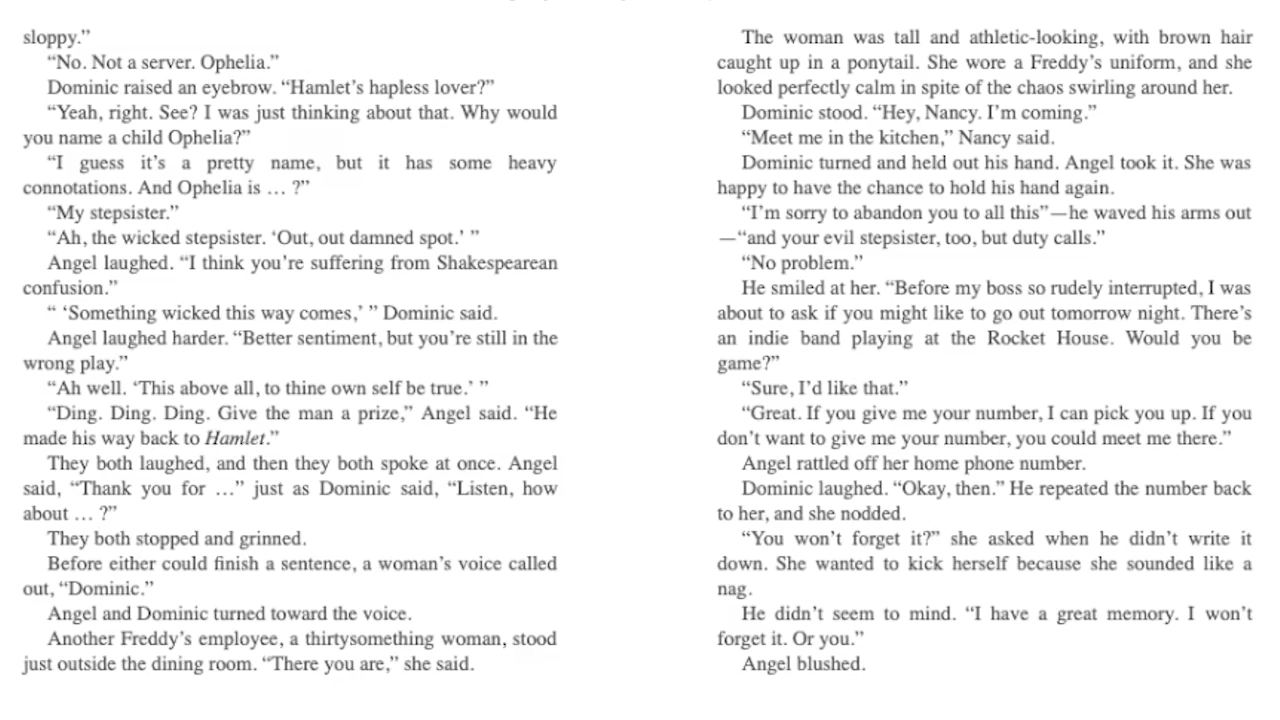 sloppy.”
“No. Not a server. Ophelia.”
Dominic raised an eyebrow. “Hamlet’s hapless lover?”
“Yeah, right. See? I was just thinking about that. Why would
you name a child Ophelia?”
“I guess it’s a pretty name, but it has some heavy
connotations. And Ophelia is … ?”
“My stepsister.”
“Ah, the wicked stepsister. ‘Out, out damned spot.’ ”
Angel laughed. “I think you’re suffering from Shakespearean
confusion.”
“ ‘Something wicked this way comes,’ ” Dominic said.
Angel laughed harder. “Better sentiment, but you’re still in the
wrong play.”
“Ah well. ‘This above all, to thine own self be true.’ ”
“Ding. Ding. Ding. Give the man a prize,” Angel said. “He
made his way back to Hamlet.”
They both laughed, and then they both spoke at once. Angel
said, “Thank you for …” just as Dominic said, “Listen, how
about … ?”
They both stopped and grinned.
Before either could finish a sentence, a woman’s voice called
out, “Dominic.”
Angel and Dominic turned toward the voice.
Another Freddy’s employee, a thirtysomething woman, stood
just outside the dining room. “There you are,” she said.
The woman was tall and athletic-looking, with brown hair
caught up in a ponytail. She wore a Freddy’s uniform, and she
looked perfectly calm in spite of the chaos swirling around her.
Dominic stood. “Hey, Nancy. I’m coming.”
“Meet me in the kitchen,” Nancy said.
Dominic turned and held out his hand. Angel took it. She was
happy to have the chance to hold his hand again.
“I’m sorry to abandon you to all this”—he waved his arms out
—“and your evil stepsister, too, but duty calls.”
“No problem.”
He smiled at her. “Before my boss so rudely interrupted, I was
about to ask if you might like to go out tomorrow night. There’s
an indie band playing at the Rocket House. Would you be
game?”
“Sure, I’d like that.”
“Great. If you give me your number, I can pick you up. If you
don’t want to give me your number, you could meet me there.”
Angel rattled off her home phone number.
Dominic laughed. “Okay, then.” He repeated the number back
to her, and she nodded.
“You won’t forget it?” she asked when he didn’t write it
down. She wanted to kick herself because she sounded like a
nag.
He didn’t seem to mind. “I have a great memory. I won’t
forget it. Or you.”
Angel blushed.